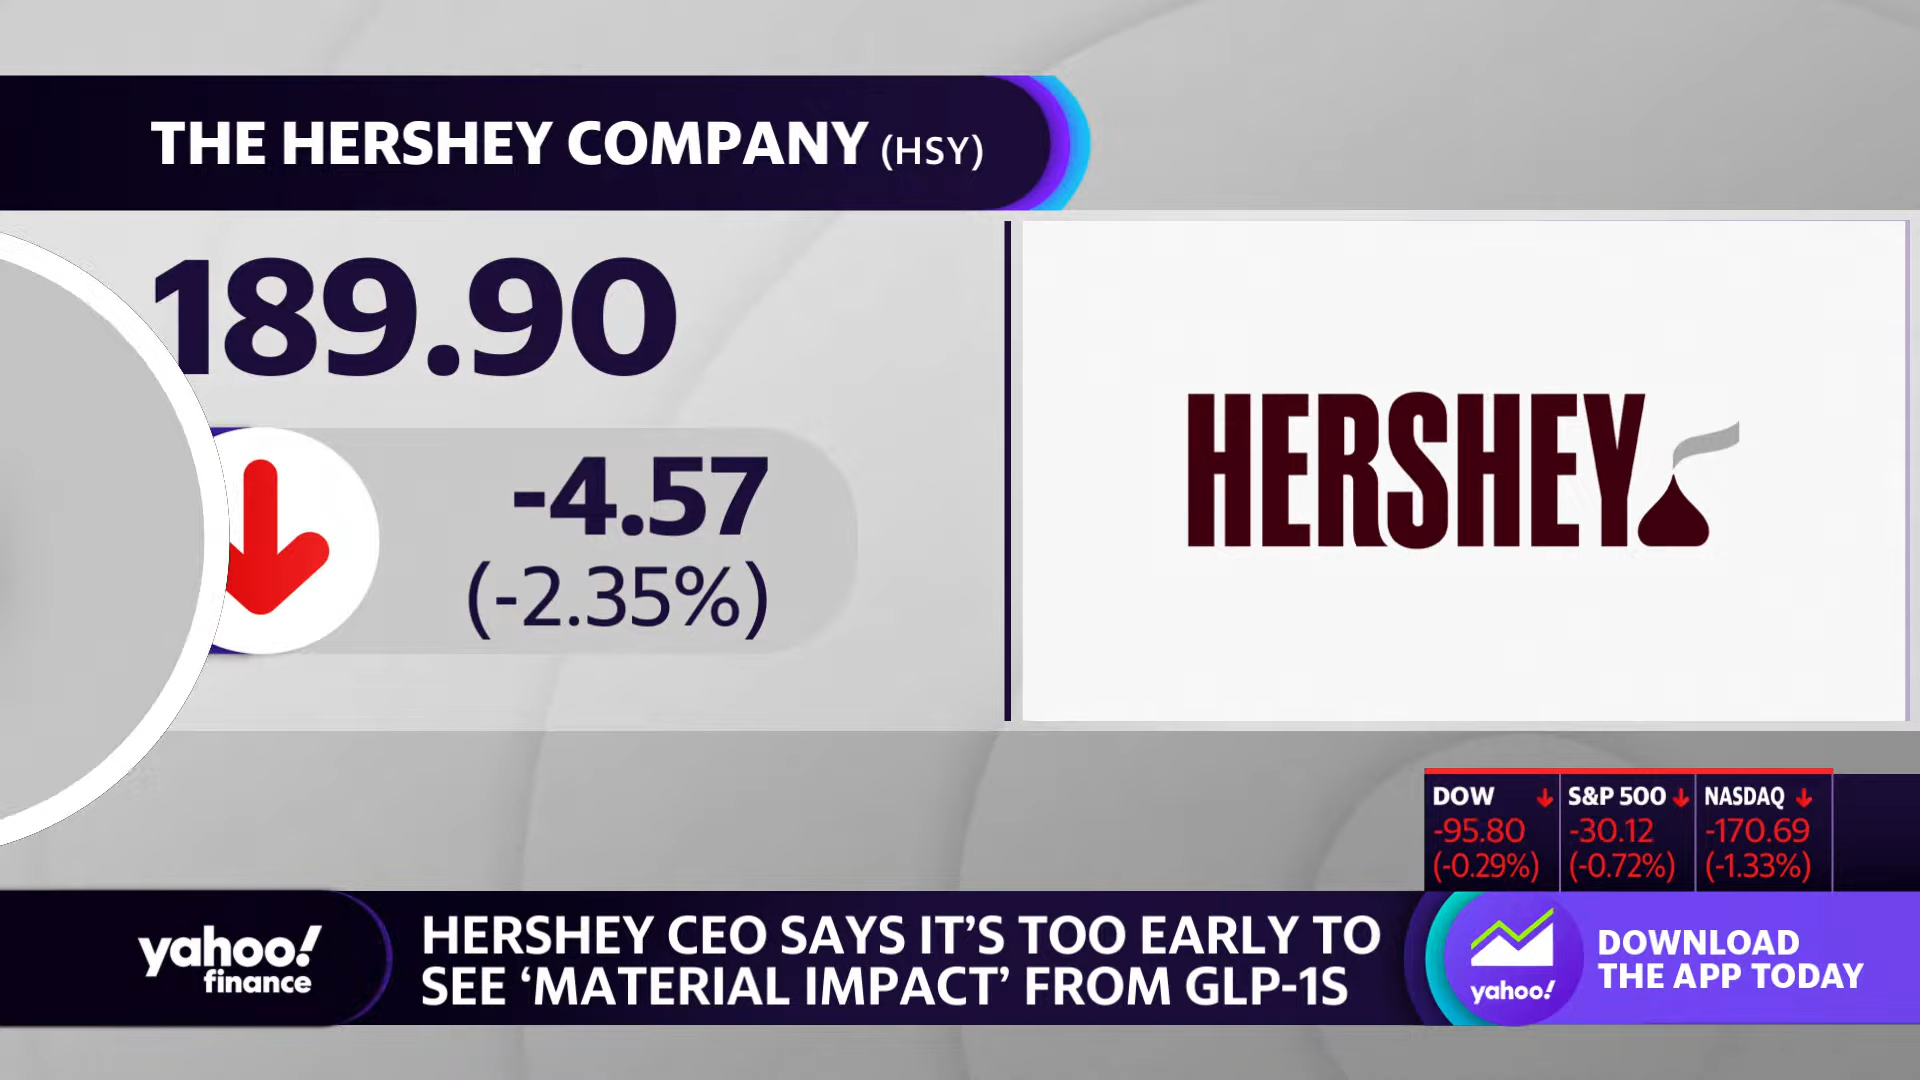 THE HERSHEY COMPANY (HSY)
189.90
-4.57
(-2.35%)
HERSHEY
DOW
-95.80
(-0.29%)
S&P 500
-30.12
(-0.72%)
NASDAQ
-170.69
(-1.33%)
yahoo!
finance
HERSHEY CEO SAYS IT'S TOO EARLY TO
SEE ‘MATERIAL IMPACT’ FROM GLP-1S
yahoo!
DOWNLOAD
THE APP TODAY